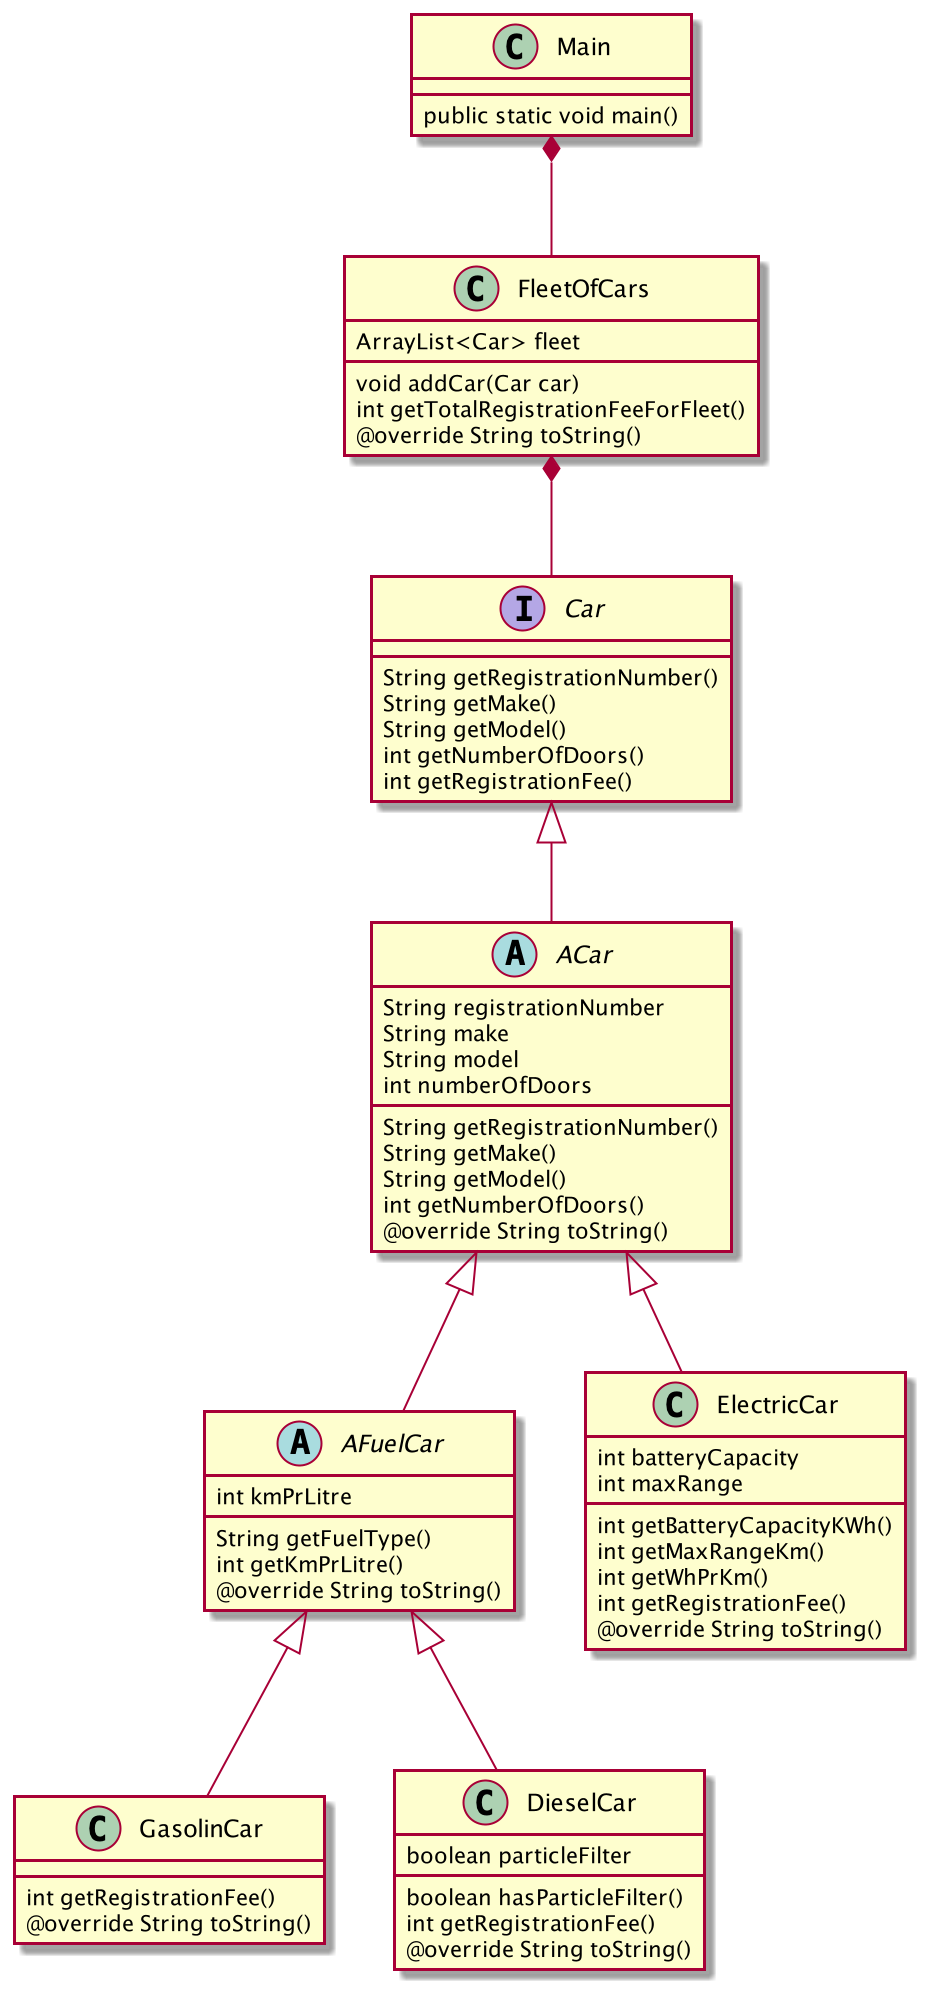 C Main
public static void main()
C FleetOfCars
ArrayList<Car> fleet
void addCar(Car car)
int getTotalRegistrationFeeForFleet()
@override String toString()
I Car
String getRegistrationNumber()
String getMake()
String getModel()
int getNumberOfDoors()
int getRegistrationFee()
A ACar
String registrationNumber
String make
String model
int numberOfDoors
String getRegistrationNumber()
String getMake()
String getModel()
int getNumberOfDoors()
@override String toString()
A AFuelCar
int kmPrLitre
String getFuelType()
int getKmPrLitre()
@override String toString()
C ElectricCar
int batteryCapacity
int maxRange
int getBatteryCapacityKWh()
int getMaxRangeKm()
int getWhPrKm()
int getRegistrationFee()
@override String toString()
C GasolinCar
int getRegistrationFee()
@override String toString()
C DieselCar
boolean particleFilter
boolean hasParticleFilter()
int getRegistrationFee()
@override String toString()